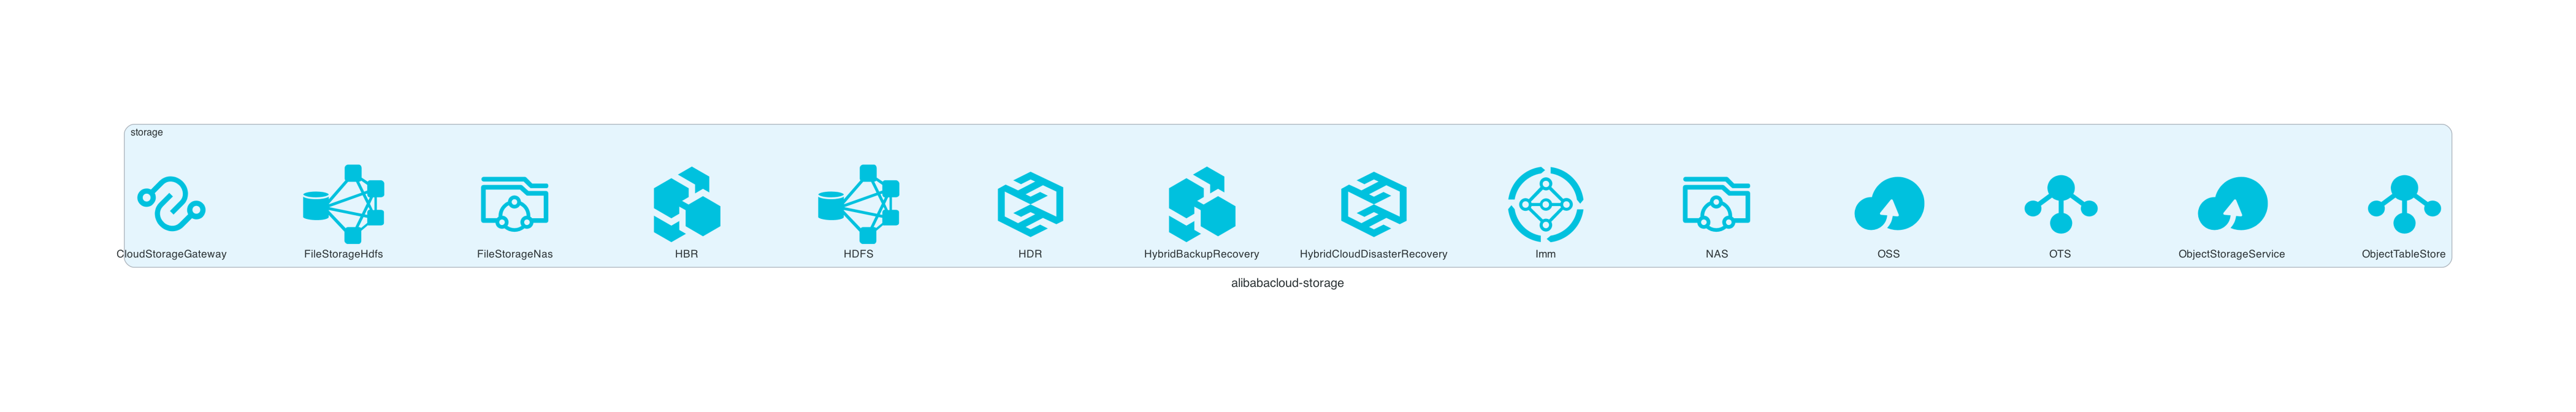 storage
CloudStorageGateway
FileStorageHdfs
FileStorageNas
HBR
HDFS
HDR
HybridBackupRecovery
HybridCloudDisasterRecovery
Imm
NAS
OSS
OTS
ObjectStorageService
ObjectTableStore
alibabacloud-storage